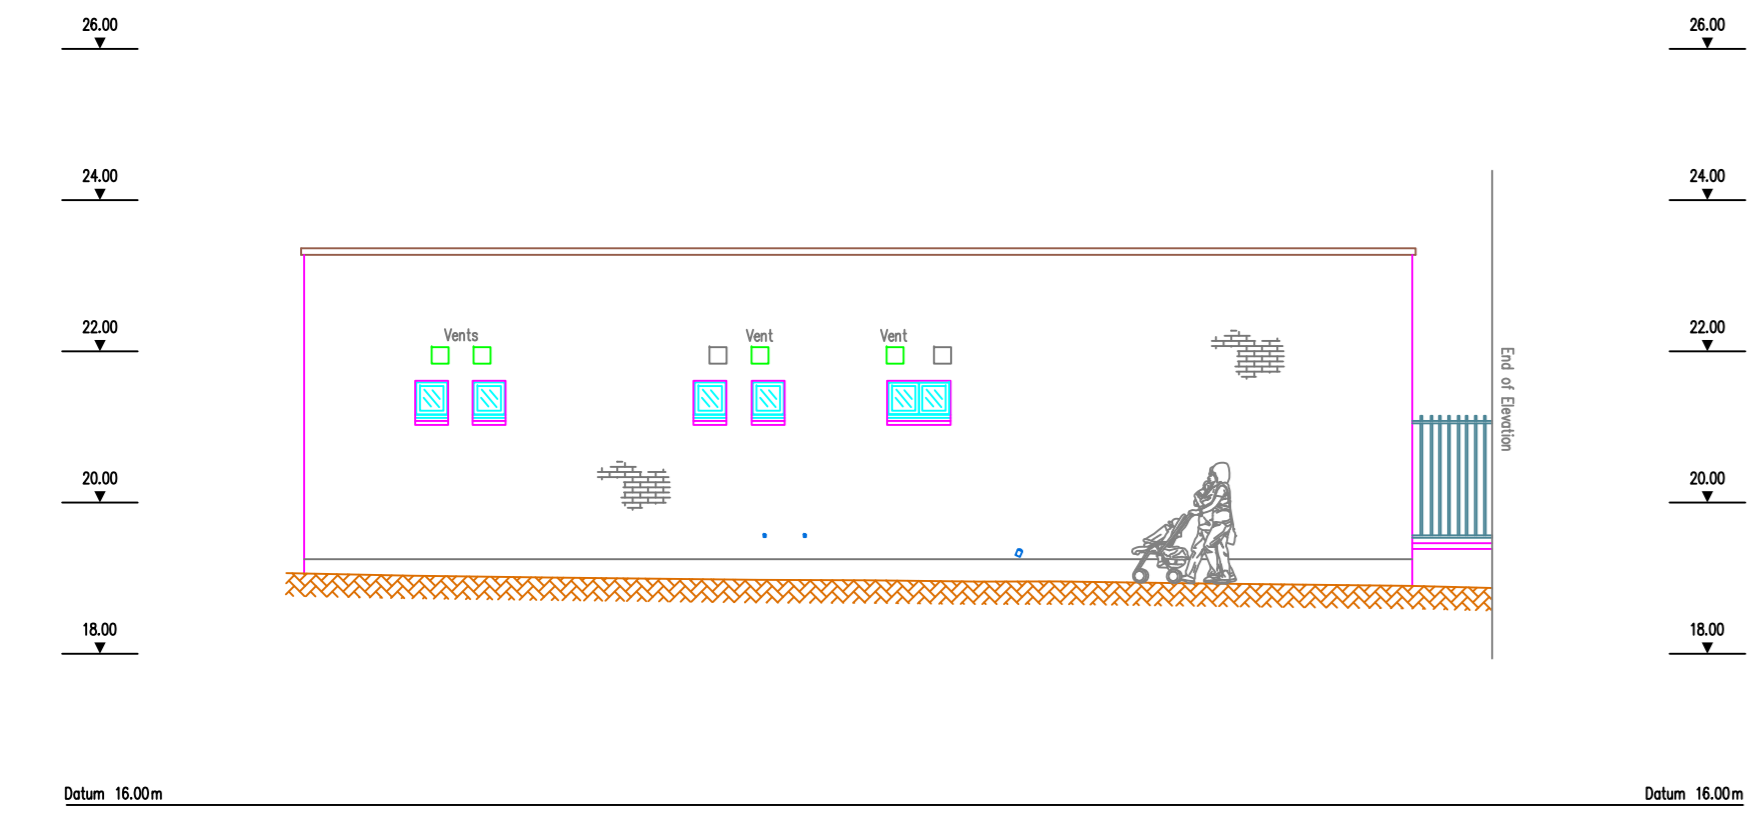 26.00 26.00
24.00 24.00
22.00 Vents Vent Vent 22.00
End of Elevation
20.00 20.00
18.00 18.00
Datum 16.00m Datum 16.00m